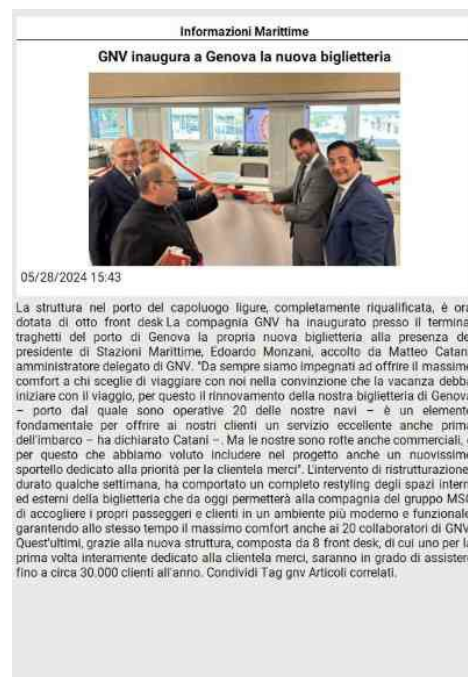 Informazioni Marittime
GNV inaugura a Genova la nuova biglietteria
05/28/2024 15:43
La struttura nel porto del capoluogo ligure, completamente riqualificata, è ora
dotata di otto front desk La compagnia GNV ha inaugurato presso il termina
traghetti del porto di Genova la propria nuova biglietteria alla presenza de
presidente di Stazioni Marittime, Edoardo Monzani, accolto da Matteo Catan
amministratore delegato di GNV. "Da sempre siamo impegnati ad offrire il massimo
comfort a chi sceglie di viaggiare con noi nella convinzione che la vacanza debba
iniziare con il viaggio, per questo il rinnovamento della nostra biglietteria di Genova
– porto dal quale sono operative 20 delle nostre navi – è un elemento
fondamentale per offrire ai nostri clienti un servizio eccellente anche prima
dell'imbarco – ha dichiarato Catani –. Ma le nostre sono rotte anche commerciali,
per questo che abbiamo voluto includere nel progetto anche un nuovissimo
sportello dedicato alla priorità per la clientela merci". L'intervento di ristrutturazione
durato qualche settimana, ha comportato un completo restyling degli spazi intern
ed esterni della biglietteria che da oggi permetterà alla compagnia del gruppo MSC
di accogliere i propri passeggeri e clienti in un ambiente più moderno e funzionale
garantendo allo stesso tempo il massimo comfort anche ai 20 collaboratori di GNV
Quest'ultimi, grazie alla nuova struttura, composta da 8 front desk, di cui uno per la
prima volta interamente dedicato alla clientela merci, saranno in grado di assistere
fino a circa 30.000 clienti all'anno. Condividi Tag gnv Articoli correlati.